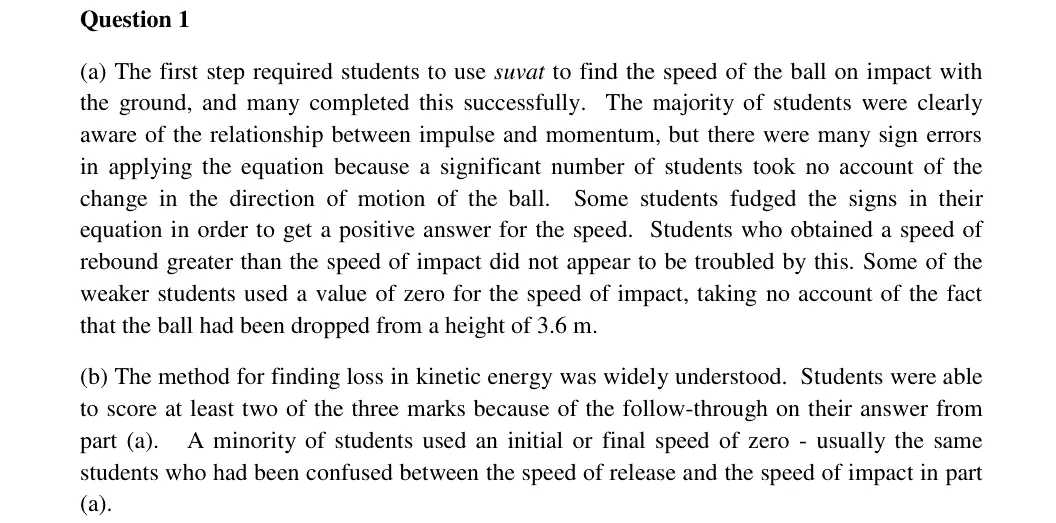 Question 1
(a) The first step required students to use suvat to find the speed of the ball on impact with
the ground, and many completed this successfully. The majority of students were clearly
aware of the relationship between impulse and momentum, but there were many sign errors
in applying the equation because a significant number of students took no account of the
change in the direction of motion of the ball. Some students fudged the signs in their
equation in order to get a positive answer for the speed. Students who obtained a speed of
rebound greater than the speed of impact did not appear to be troubled by this. Some of the
weaker students used a value of zero for the speed of impact, taking no account of the fact
that the ball had been dropped from a height of 3.6 m.
(b) The method for finding loss in kinetic energy was widely understood. Students were able
to score at least two of the three marks because of the follow-through on their answer from
part (a). A minority of students used an initial or final speed of zero - usually the same
students who had been confused between the speed of release and the speed of impact in part
(a).